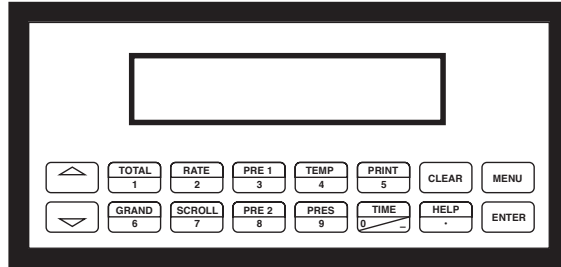 TOTAL RATE PRE 1 TEMP PRINT
1 2 3 4 5 CLEAR MENU
GRAND SCROLL PRE 2 PRES TIME HELP
6 7 8 9 0 – . ENTER